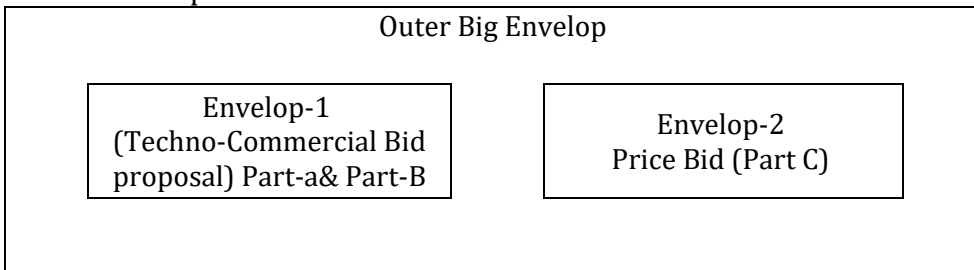 Outer Big Envelop
Envelop-1
(Techno-Commercial Bid
proposal) Part-a& Part-B
Envelop-2
Price Bid (Part C)